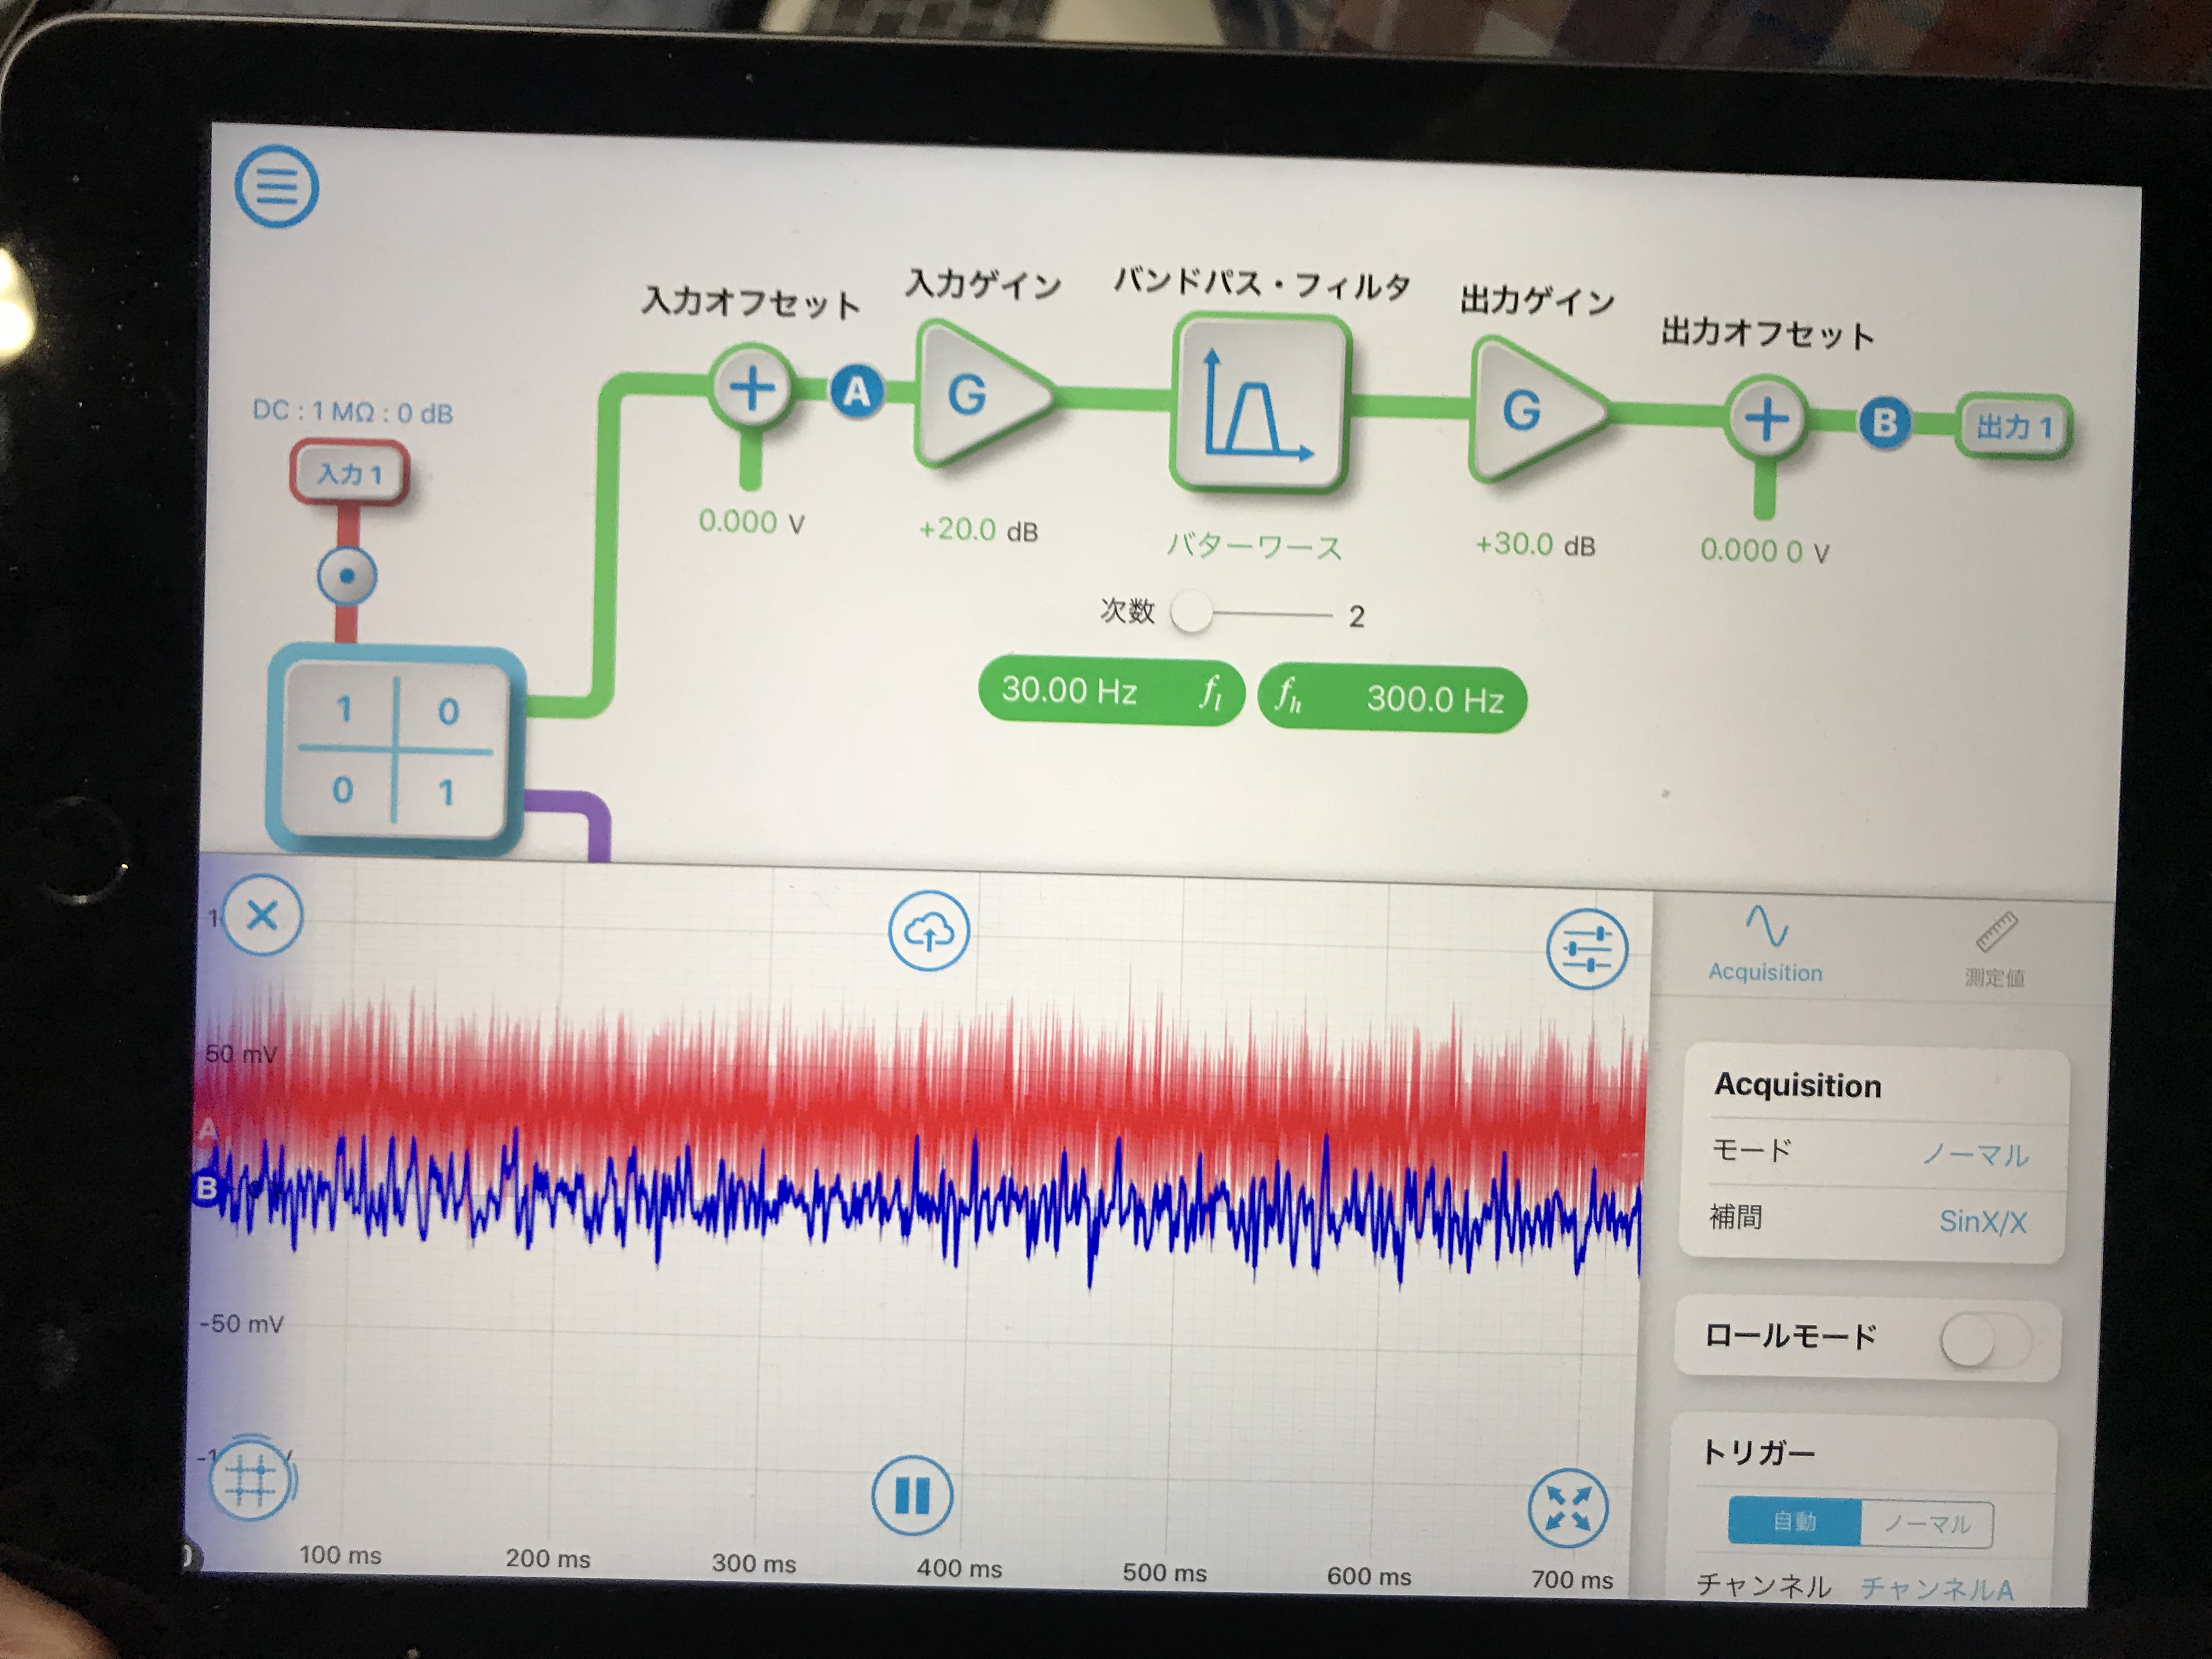 DC : 1 MΩ : 0 dB
入力 1
1 0
0 1
入力オフセット
0.000 V
A
入力ゲイン
G
+20.0 dB
バンドパス・フィルタ
バターワース
次数 2
30.00 Hz fl
fh 300.0 Hz
出力ゲイン
G
+30.0 dB
出力オフセット
0.000 0 V
B
出力 1
50 mV
A
B
-50 mV
100 ms 200 ms 300 ms 400 ms 500 ms 600 ms 700 ms
Acquisition 測定値
Acquisition
モード ノーマル
補間 SinX/X
ロールモード
トリガー
自動 ノーマル
チャンネル チャンネルA